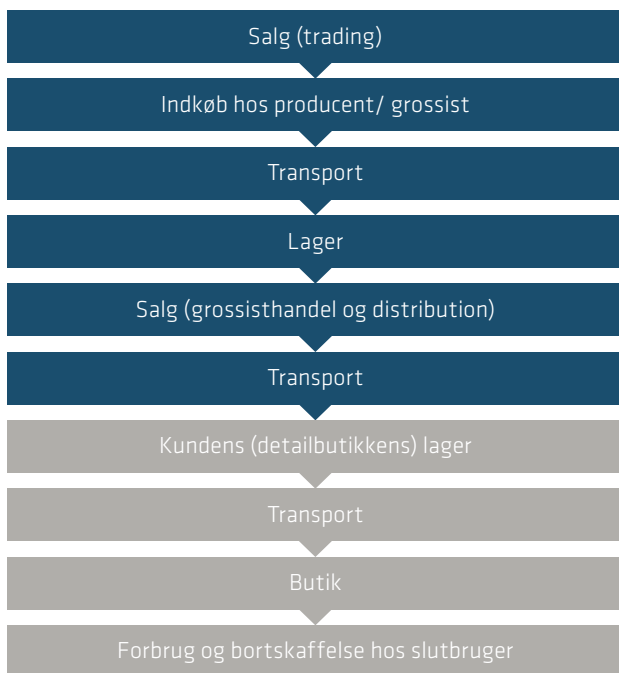 Salg (trading)
Indkøb hos producent/ grossist
Transport
Lager
Salg (grossisthandel og distribution)
Transport
Kundens (detailbutikkens) lager
Transport
Butik
Forbrug og bortskaffelse hos slutbruger